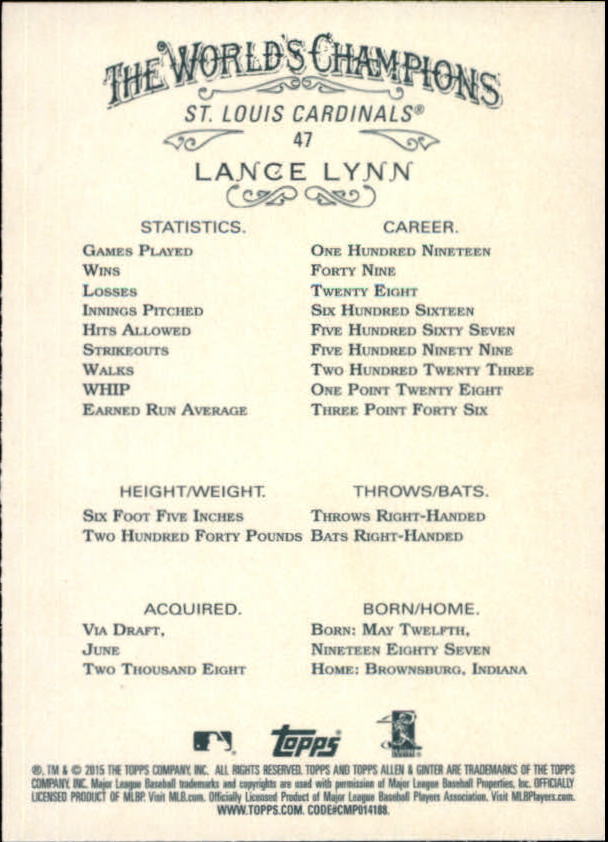 THE WORLD'S CHAMPIONS
ST. LOUIS CARDINALS®
47
LANCE LYNN
STATISTICS. CAREER.
GAMES PLAYED ONE HUNDRED NINETEEN
WINS FORTY NINE
LOSSES TWENTY EIGHT
INNINGS PITCHED SIX HUNDRED SIXTEEN
HITS ALLOWED FIVE HUNDRED SIXTY SEVEN
STRIKEOUTS FIVE HUNDRED NINETY NINE
WALKS TWO HUNDRED TWENTY THREE
WHIP ONE POINT TWENTY EIGHT
EARNED RUN AVERAGE THREE POINT FORTY SIX
HEIGHT/WEIGHT. THROWS/BATS.
SIX FOOT FIVE INCHES THROWS RIGHT-HANDED
TWO HUNDRED FORTY POUNDS BATS RIGHT-HANDED
ACQUIRED. BORN/HOME.
VIA DRAFT, BORN: MAY TWELFTH,
JUNE NINETEEN EIGHTY SEVEN
TWO THOUSAND EIGHT HOME: BROWNSBURG, INDIANA
topps
®, TM & © 2015 THE TOPPS COMPANY, INC. ALL RIGHTS RESERVED. TOPPS AND TOPPS ALLEN & GINTER ARE TRADEMARKS OF THE TOPPS
COMPANY, INC. Major League Baseball trademarks and copyrights are used with permission of Major League Baseball Properties, Inc. OFFICIALLY
LICENSED PRODUCT OF MLBP. Visit MLB.com. Officially Licensed Product of Major League Baseball Players Association. Visit MLBPlayers.com.
WWW.TOPPS.COM. CODE#CMP014188.